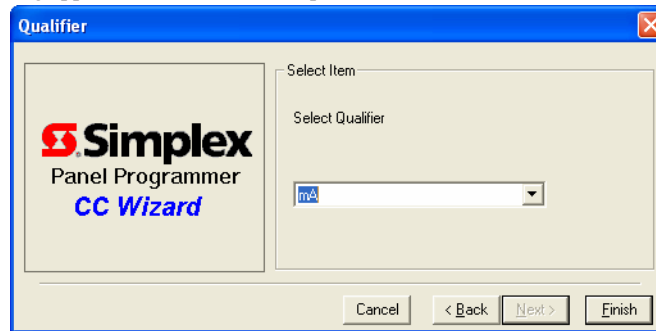 Qualifier
Select Item
Select Qualifier
Simplex
Panel Programmer
CC Wizard
mA
Cancel
< Back
Next >
Finish